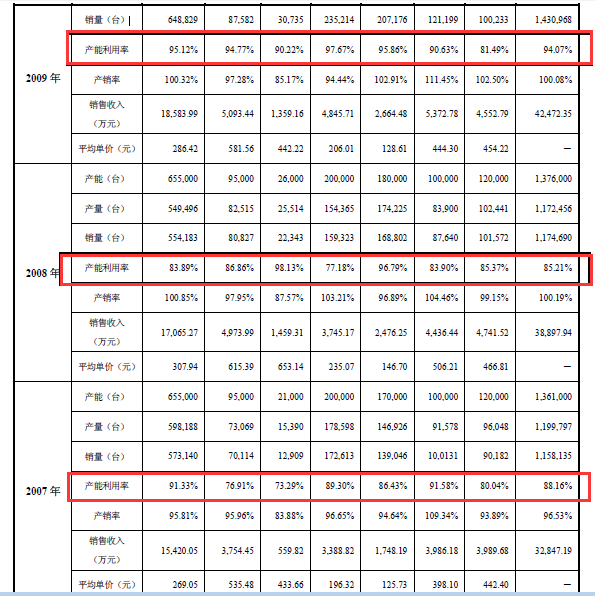 销量（台） 648,829 87,582 30,735 235,214 207,176 121,199 100,233 1,430,968
产能利用率 95.12% 94.77% 90.22% 97.67% 95.86% 90.63% 81.49% 94.07%
2009 年 产销率 100.32% 97.28% 85.17% 94.44% 102.91% 111.45% 102.50% 100.08%
销售收入
（万元） 18,583.99 5,093.44 1,359.16 4,845.71 2,664.48 5,372.78 4,552.79 42,472.35
平均单价（元） 286.42 581.56 442.22 206.01 128.61 444.30 454.22 —
产能（台） 655,000 95,000 26,000 200,000 180,000 100,000 120,000 1,376,000
产量（台） 549,496 82,515 25,514 154,365 174,225 83,900 102,441 1,172,456
销量（台） 554,183 80,827 22,343 159,323 168,802 87,640 101,572 1,174,690
2008 年 产能利用率 83.89% 86.86% 98.13% 77.18% 96.79% 83.90% 85.37% 85.21%
产销率 100.85% 97.95% 87.57% 103.21% 96.89% 104.46% 99.15% 100.19%
销售收入
（万元） 17,065.27 4,973.99 1,459.31 3,745.17 2,476.25 4,436.44 4,741.52 38,897.94
平均单价（元） 307.94 615.39 653.14 235.07 146.70 506.21 466.81 —
产能（台） 655,000 95,000 21,000 200,000 170,000 100,000 120,000 1,361,000
产量（台） 598,188 73,069 15,390 178,598 146,926 91,578 96,048 1,199,797
销量（台） 573,140 70,114 12,909 172,613 139,046 10,0131 90,182 1,158,135
2007 年 产能利用率 91.33% 76.91% 73.29% 89.30% 86.43% 91.58% 80.04% 88.16%
产销率 95.81% 95.96% 83.88% 96.65% 94.64% 109.34% 93.89% 96.53%
销售收入
（万元） 15,420.05 3,754.45 559.82 3,388.82 1,748.19 3,986.18 3,989.68 32,847.19
平均单价（元） 269.05 535.48 433.66 196.32 125.73 398.10 442.40 —